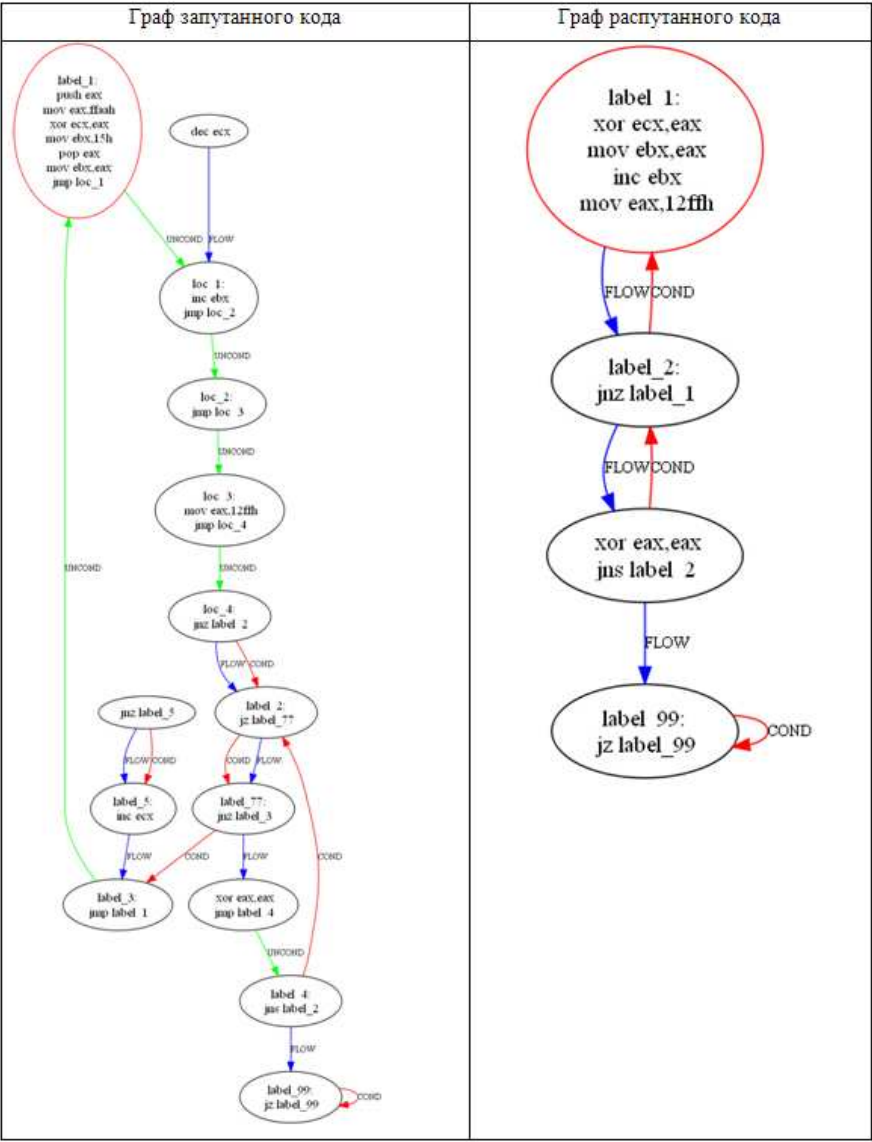 Граф запутанного кода
Граф распутанного кода
label_1:
push eax
mov eax,ffaah
xor ecx,eax
mov ebx,15h
pop eax
mov ebx,eax
jmp loc_1
dec ecx
UNCOND
FLOW
loc_1:
inc ebx
jmp loc_2
UNCOND
loc_2:
jmp loc_3
UNCOND
loc_3:
mov eax,12ffh
jmp loc_4
UNCOND
UNCOND
loc_4:
jnz label_2
FLOW
COND
jnz label_5
label_2:
jz label_77
FLOW
COND
COND
FLOW
label_5:
inc ecx
label_77:
jnz label_3
FLOW
COND
FLOW
COND
label_3:
jmp label_1
xor eax,eax
jmp label_4
UNCOND
label_4:
jns label_2
FLOW
label_99:
jz label_99
COND
label_1:
xor ecx,eax
mov ebx,eax
inc ebx
mov eax,12ffh
FLOW
COND
label_2:
jnz label_1
FLOW
COND
xor eax,eax
jns label_2
FLOW
label_99:
jz label_99
COND